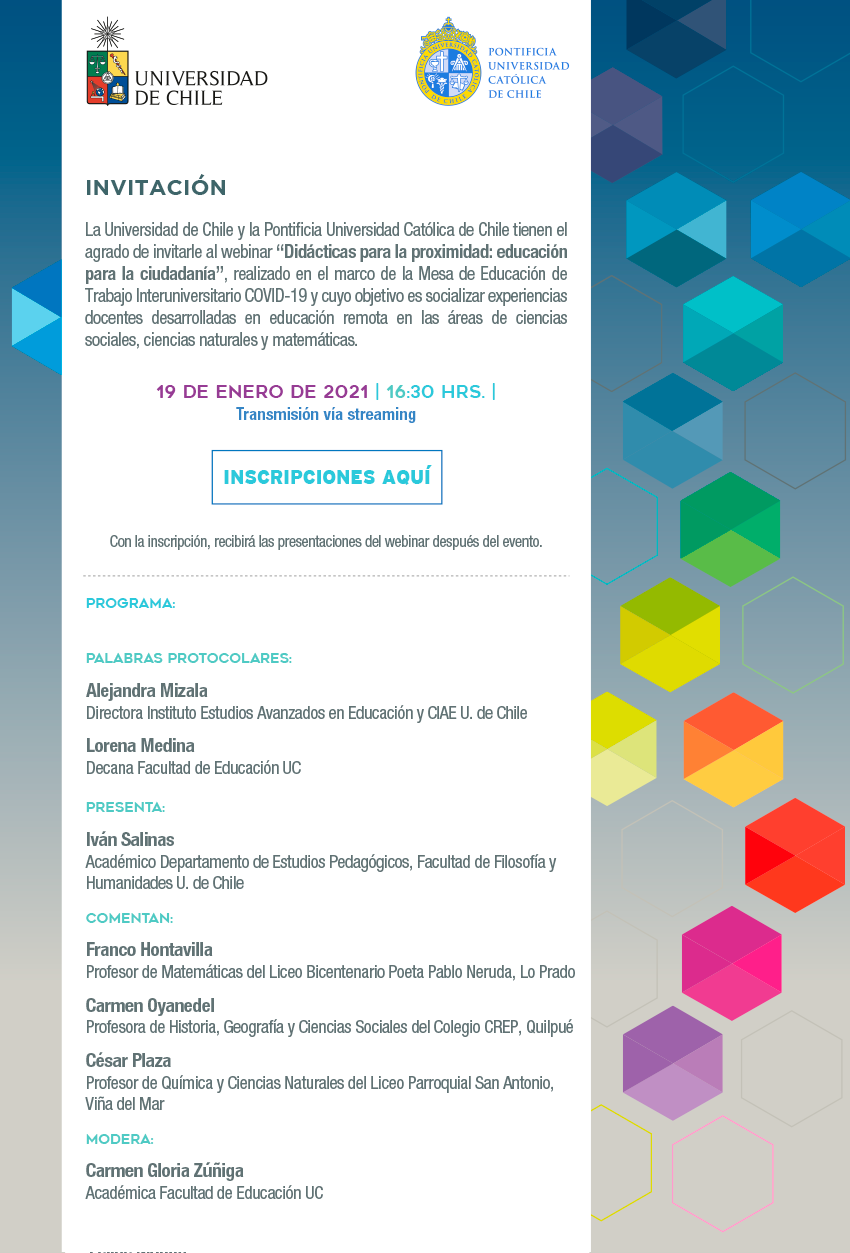 UNIVERSIDAD
DE CHILE
PONTIFICIA
UNIVERSIDAD
CATÓLICA
DE CHILE
INVITACIÓN
La Universidad de Chile y la Pontificia Universidad Católica de Chile tienen el
agrado de invitarle al webinar “Didácticas para la proximidad: educación
para la ciudadanía”, realizado en el marco de la Mesa de Educación de
Trabajo Interuniversitario COVID-19 y cuyo objetivo es socializar experiencias
docentes desarrolladas en educación remota en las áreas de ciencias
sociales, ciencias naturales y matemáticas.
19 DE ENERO DE 2021 | 16:30 HRS. |
Transmisión vía streaming
INSCRIPCIONES AQUÍ
Con la inscripción, recibirá las presentaciones del webinar después del evento.
PROGRAMA:
PALABRAS PROTOCOLARES:
Alejandra Mizala
Directora Instituto Estudios Avanzados en Educación y CIAE U. de Chile
Lorena Medina
Decana Facultad de Educación UC
PRESENTA:
Iván Salinas
Académico Departamento de Estudios Pedagógicos, Facultad de Filosofía y
Humanidades U. de Chile
COMENTAN:
Franco Hontavilla
Profesor de Matemáticas del Liceo Bicentenario Poeta Pablo Neruda, Lo Prado
Carmen Oyanedel
Profesora de Historia, Geografía y Ciencias Sociales del Colegio CREP, Quilpué
César Plaza
Profesor de Química y Ciencias Naturales del Liceo Parroquial San Antonio,
Viña del Mar
MODERA:
Carmen Gloria Zúñiga
Académica Facultad de Educación UC